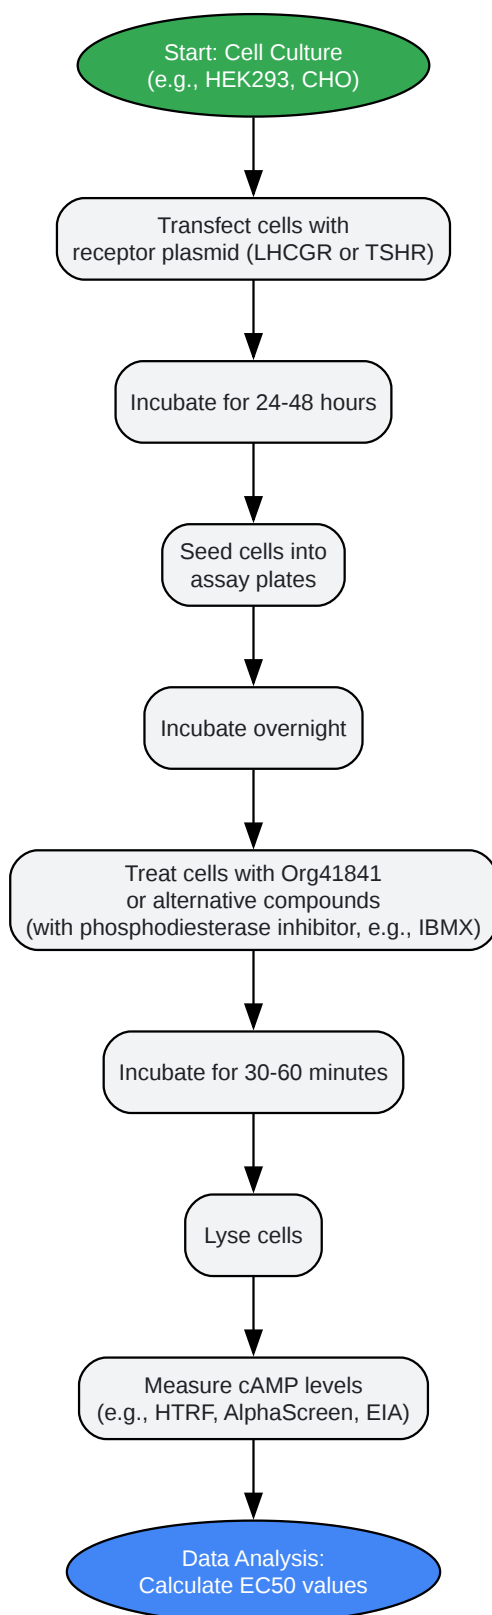 Start: Cell Culture
(e.g., HEK293, CHO)
Transfect cells with
receptor plasmid (LHCGR or TSHR)
Incubate for 24-48 hours
Seed cells into
assay plates
Incubate overnight
Treat cells with Org41841
or alternative compounds
(with phosphodiesterase inhibitor, e.g., IBMX)
Incubate for 30-60 minutes
Lyse cells
Measure cAMP levels
(e.g., HTRF, AlphaScreen, EIA)
Data Analysis:
Calculate EC50 values